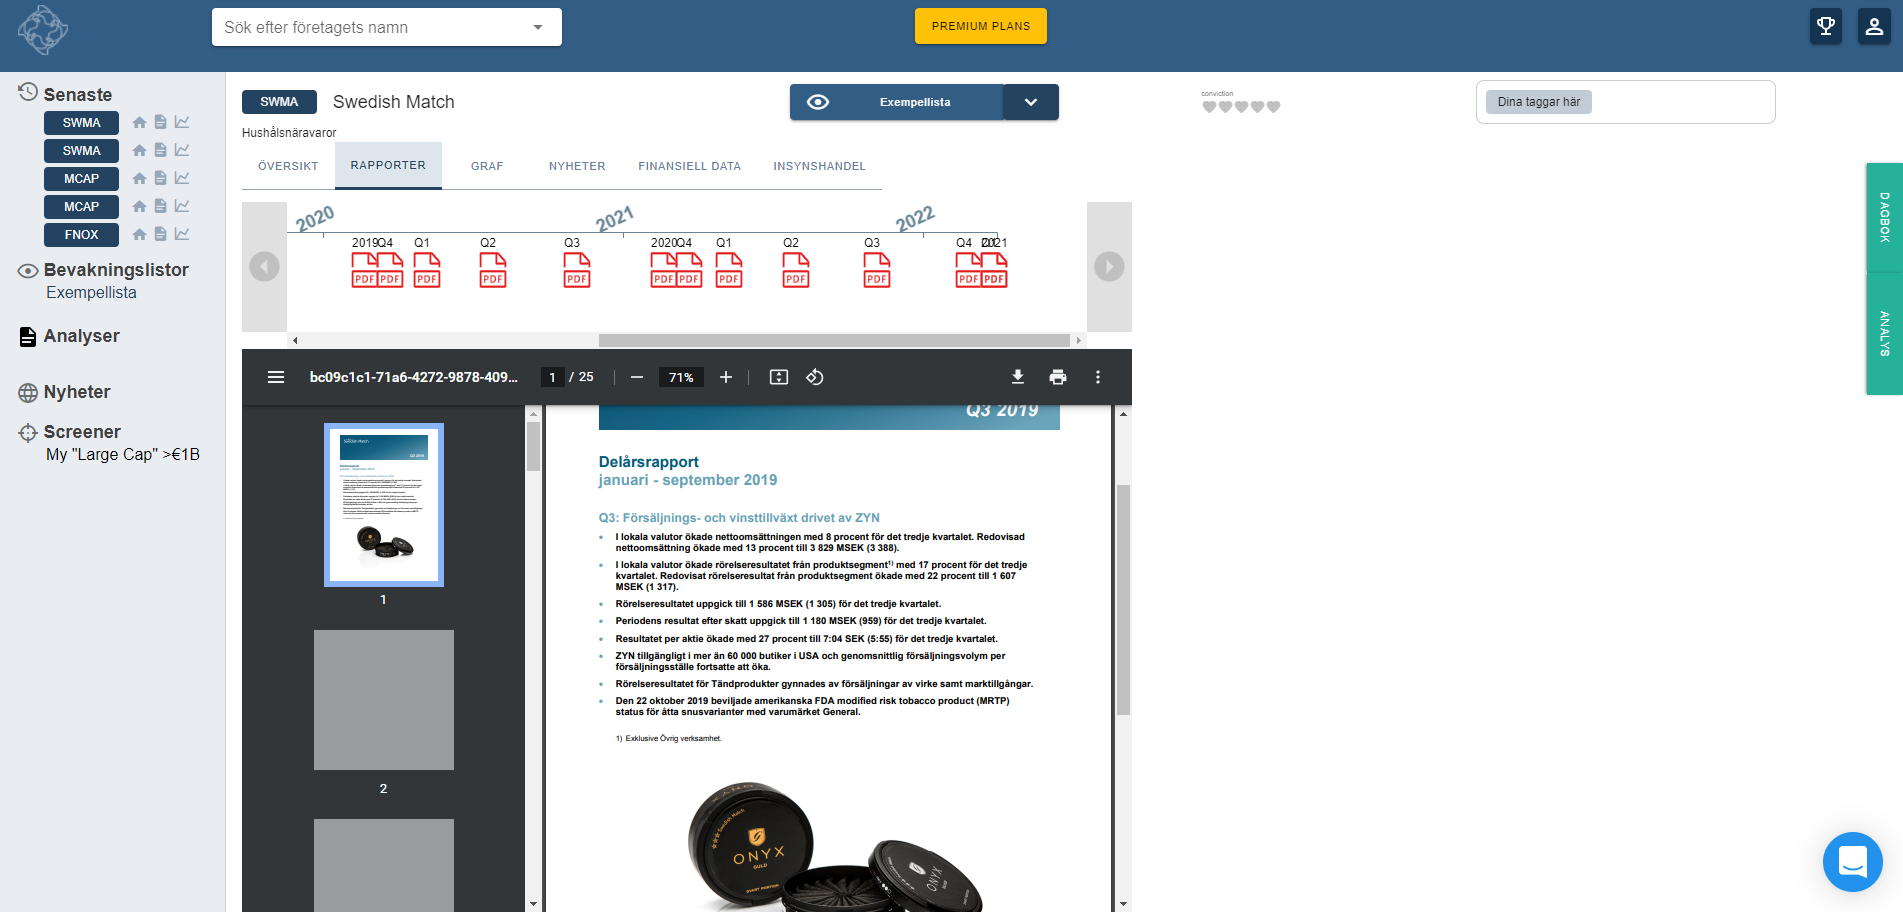 Sök efter företagets namn
PREMIUM PLANS
Senaste
SWMA
SWMA
MCAP
MCAP
FNOX
Bevakningslistor
Exempellista
Analyser
Nyheter
Screener
My "Large Cap" >€1B
SWMA Swedish Match
Exempellista
conviction
Dina taggar här
Hushålsnäravaror
ÖVERSIKT RAPPORTER GRAF NYHETER FINANSIELL DATA INSYNSHANDEL
2020 2021 2022
2019 Q4 Q1 Q2 Q3 2020 Q4 Q1 Q2 Q3 Q4 2021
PDF PDF PDF PDF PDF PDF PDF PDF PDF PDF PDF PDF
DAGBOK
ANALYS
bc09c1c1-71a6-4272-9878-409... 1 / 25 71%
1
2
Q3 2019
Delårsrapport
januari - september 2019
Q3: Försäljnings- och vinsttillväxt drivet av ZYN
• I lokala valutor ökade nettoomsättningen med 8 procent för det tredje kvartalet. Redovisad
nettoomsättning ökade med 13 procent till 3 829 MSEK (3 388).
• I lokala valutor ökade rörelseresultatet från produktsegment1) med 17 procent för det tredje
kvartalet. Redovisat rörelseresultat från produktsegment ökade med 22 procent till 1 607
MSEK (1 317).
• Rörelseresultatet uppgick till 1 586 MSEK (1 305) för det tredje kvartalet.
• Periodens resultat efter skatt uppgick till 1 180 MSEK (959) för det tredje kvartalet.
• Resultatet per aktie ökade med 27 procent till 7:04 SEK (5:55) för det tredje kvartalet.
• ZYN tillgängligt i mer än 60 000 butiker i USA och genomsnittlig försäljningsvolym per
försäljningsställe fortsatte att öka.
• Rörelseresultatet för Tändprodukter gynnades av försäljningar av virke samt marktillgångar.
• Den 22 oktober 2019 beviljade amerikanska FDA modified risk tobacco product (MRTP)
status för åtta snusvarianter med varumärket General.
1) Exklusive Övrig verksamhet.
Swedish Match
ONYX
GULD
SVART PORTION
ONYX